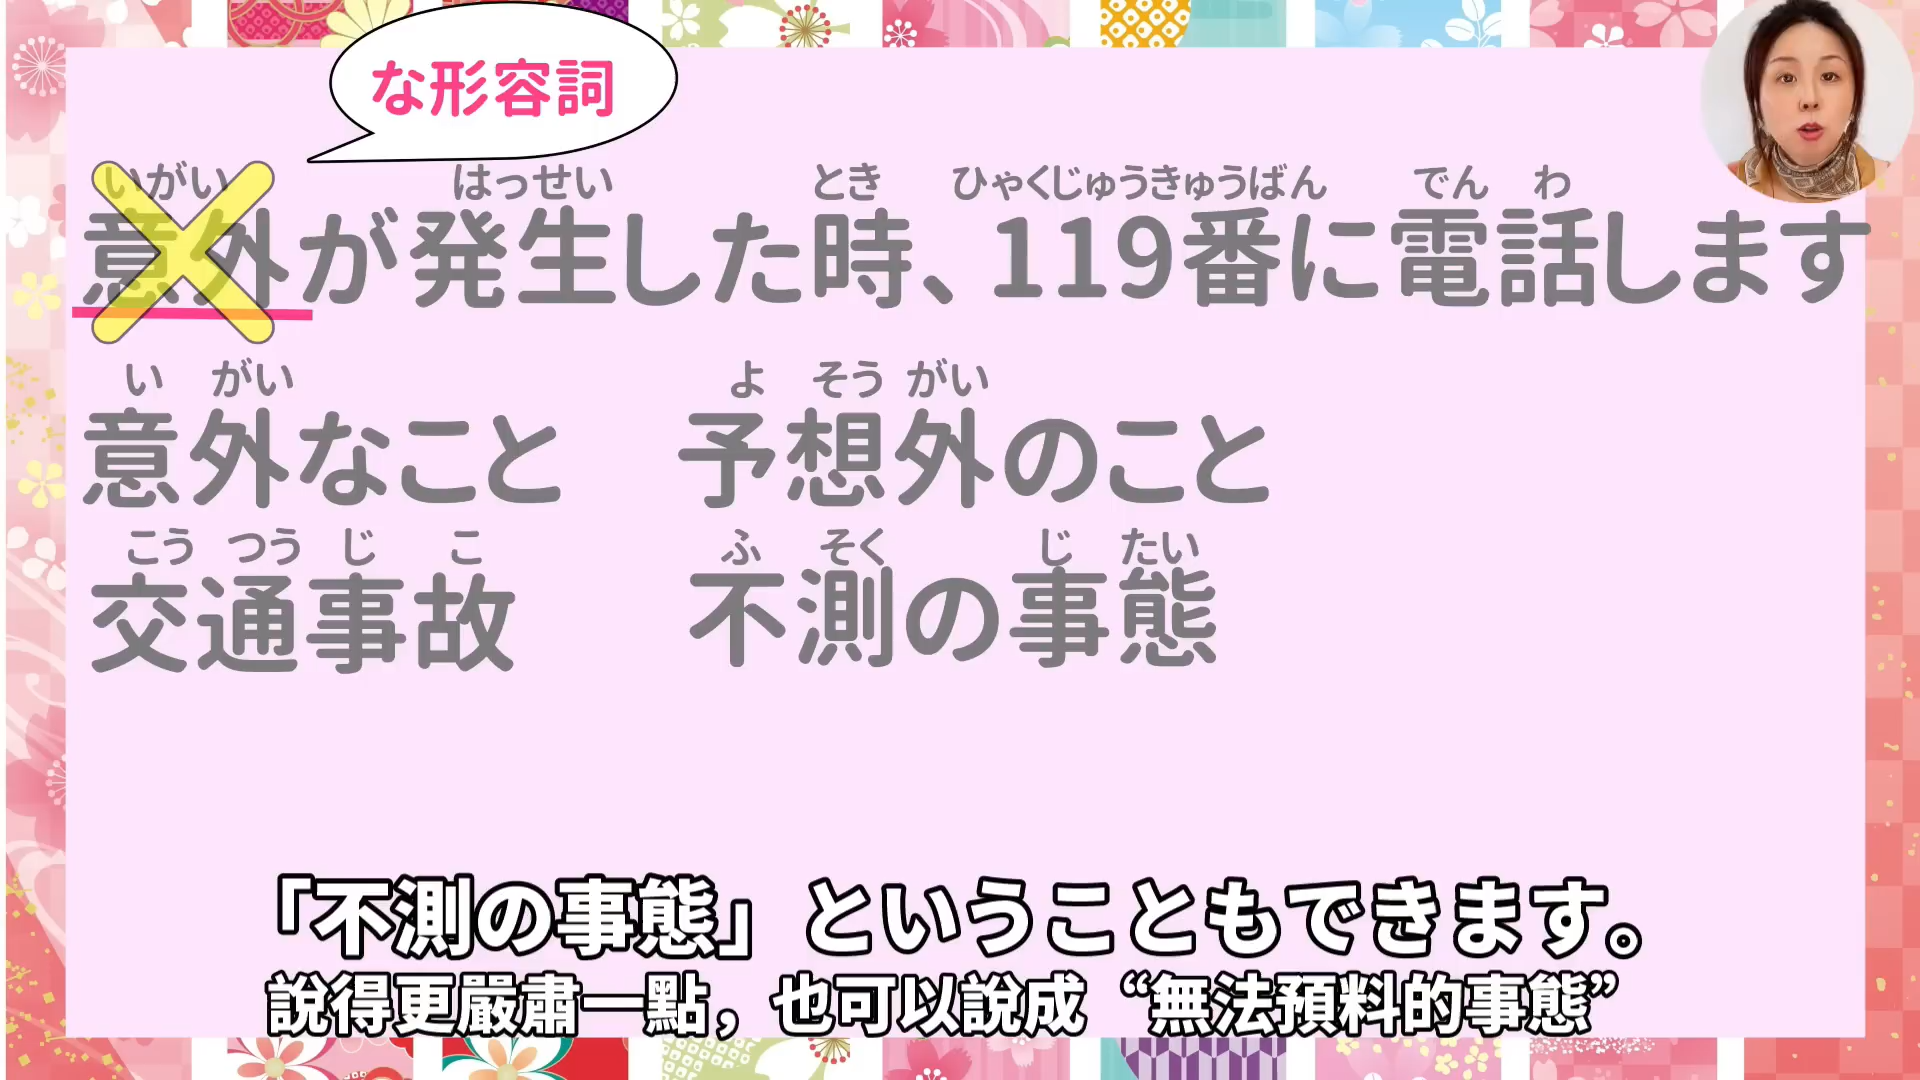 な形容詞
いがい はっせい とき ひゃくじゅうきゅうばん でん わ
意外が発生した時、119番に電話します
い がい よ そう がい
意外なこと 予想外のこと
こう つう じ こ ふ そく じ たい
交通事故 不測の事態
「不測の事態」ということもできます。
說得更嚴肅一點，也可以說成“無法預料的事態”